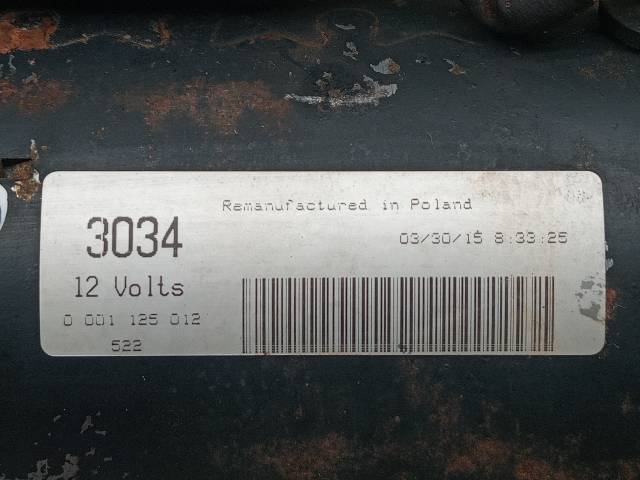 Remanufactured in Poland
3034
03/30/15 8:33:25
12 Volts
0 001 125 012
522